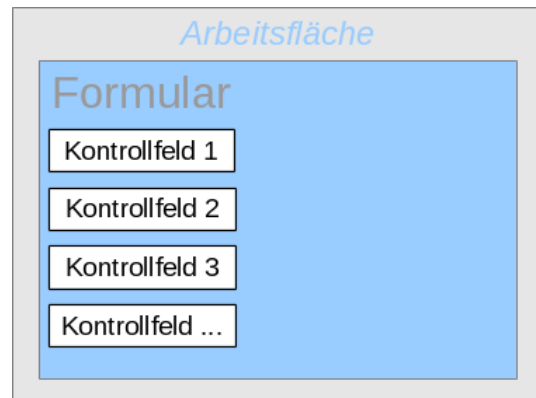 Arbeitsfläche
Formular
Kontrollfeld 1
Kontrollfeld 2
Kontrollfeld 3
Kontrollfeld ...